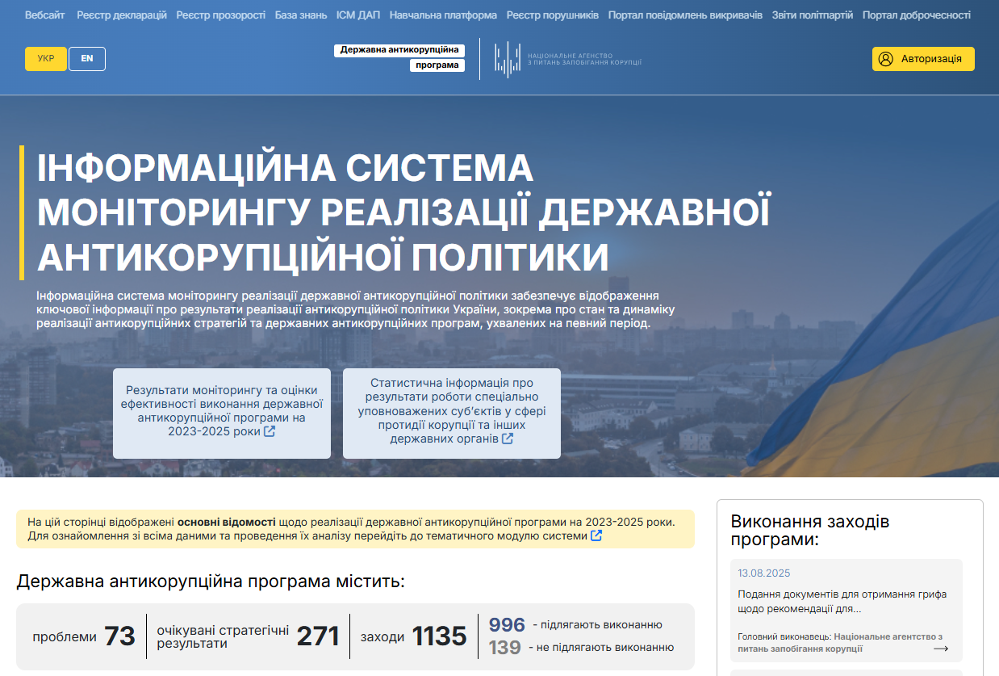 Вебсайт Реєстр декларацій Реєстр прозорості База знань ІСМ ДАП Навчальна платформа Реєстр порушників Портал повідомлень викривачів Звіти політпартій Портал доброчесності
УКР EN
Державна антикорупційна
програма
НАЦІОНАЛЬНЕ АГЕНСТВО
З ПИТАНЬ ЗАПОБІГАННЯ КОРУПЦІЇ
Авторизація
ІНФОРМАЦІЙНА СИСТЕМА
МОНІТОРИНГУ РЕАЛІЗАЦІЇ ДЕРЖАВНОЇ
АНТИКОРУПЦІЙНОЇ ПОЛІТИКИ
Інформаційна система моніторингу реалізації державної антикорупційної політики забезпечує відображення
ключової інформації про результати реалізації антикорупційної політики України, зокрема про стан та динаміку
реалізації антикорупційних стратегій та державних антикорупційних програм, ухвалених на певний період.
Результати моніторингу та оцінки
ефективності виконання державної
антикорупційної програми на
2023-2025 роки
Статистична інформація про
результати роботи спеціально
уповноважених суб’єктів у сфері
протидії корупції та інших
державних органів
На цій сторінці відображені основні відомості щодо реалізації державної антикорупційної програми на 2023-2025 роки.
Для ознайомлення зі всіма даними та проведення їх аналізу перейдіть до тематичного модулю системи
Державна антикорупційна програма містить:
проблеми 73
очікувані стратегічні
результати 271
заходи 1135
996 - підлягають виконанню
139 - не підлягають виконанню
Виконання заходів
програми:
13.08.2025
Подання документів для отримання грифа
щодо рекомендації для...
Головний виконавець: Національне агентство з
питань запобігання корупції